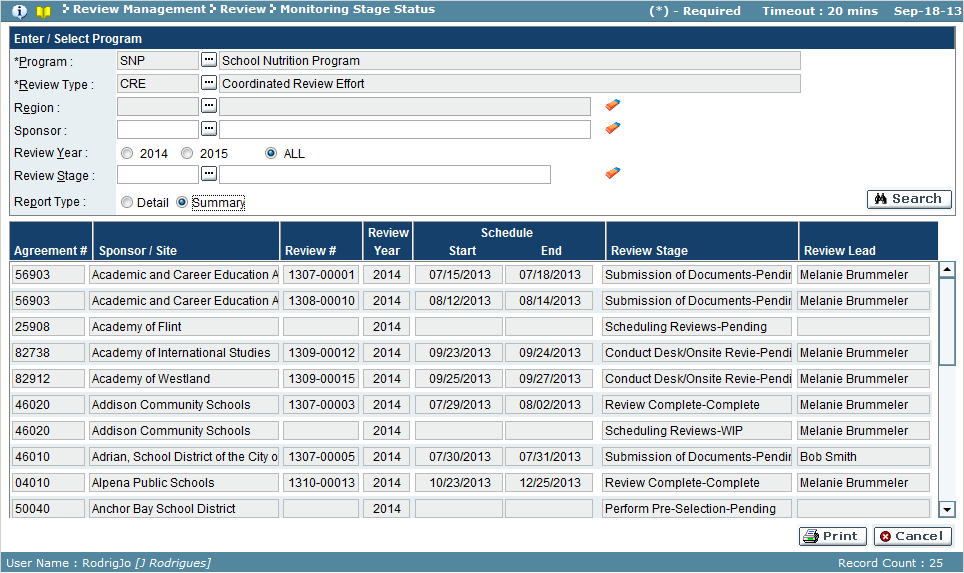 Review Management Review Monitoring Stage Status (*) - Required Timeout : 20 mins Sep-18-13
Enter / Select Program
*Program : SNP ... School Nutrition Program
*Review Type : CRE ... Coordinated Review Effort
Region : ...
Sponsor : ...
Review Year : 2014 2015 ALL
Review Stage : ...
Report Type : Detail Summary Search
Agreement # Sponsor / Site Review # Review Year Schedule Start End Review Stage Review Lead
56903 Academic and Career Education A 1307-00001 2014 07/15/2013 07/18/2013 Submission of Documents-Pendin Melanie Brummeler
56903 Academic and Career Education A 1308-00010 2014 08/12/2013 08/14/2013 Submission of Documents-Pendin Melanie Brummeler
25908 Academy of Flint 2014 Scheduling Reviews-Pending
82738 Academy of International Studies 1309-00012 2014 09/23/2013 09/24/2013 Conduct Desk/Onsite Revie-Pendi Melanie Brummeler
82912 Academy of Westland 1309-00015 2014 09/25/2013 09/27/2013 Conduct Desk/Onsite Revie-Pendi Melanie Brummeler
46020 Addison Community Schools 1307-00003 2014 07/29/2013 08/02/2013 Review Complete-Complete Melanie Brummeler
46020 Addison Community Schools 2014 Scheduling Reviews-WIP Melanie Brummeler
46010 Adrian, School District of the City o 1307-00005 2014 07/30/2013 07/31/2013 Submission of Documents-Pendin Bob Smith
04010 Alpena Public Schools 1310-00013 2014 10/23/2013 12/25/2013 Review Complete-Complete Melanie Brummeler
50040 Anchor Bay School District 2014 Perform Pre-Selection-Pending
Print Cancel
User Name : RodrigJo [J Rodrigues] Record Count : 25